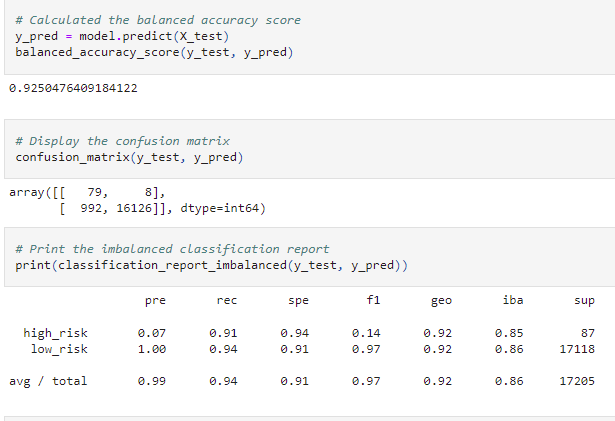 # Calculated the balanced accuracy score
y_pred = model.predict(X_test)
balanced_accuracy_score(y_test, y_pred)
0.9250476409184122
# Display the confusion matrix
confusion_matrix(y_test, y_pred)
array([[   79,     8],
       [  992, 16126]], dtype=int64)
# Print the imbalanced classification report
print(classification_report_imbalanced(y_test, y_pred))
pre rec spe f1 geo iba sup
high_risk 0.07 0.91 0.94 0.14 0.92 0.85 87
low_risk 1.00 0.94 0.91 0.97 0.92 0.86 17118
avg / total 0.99 0.94 0.91 0.97 0.92 0.86 17205